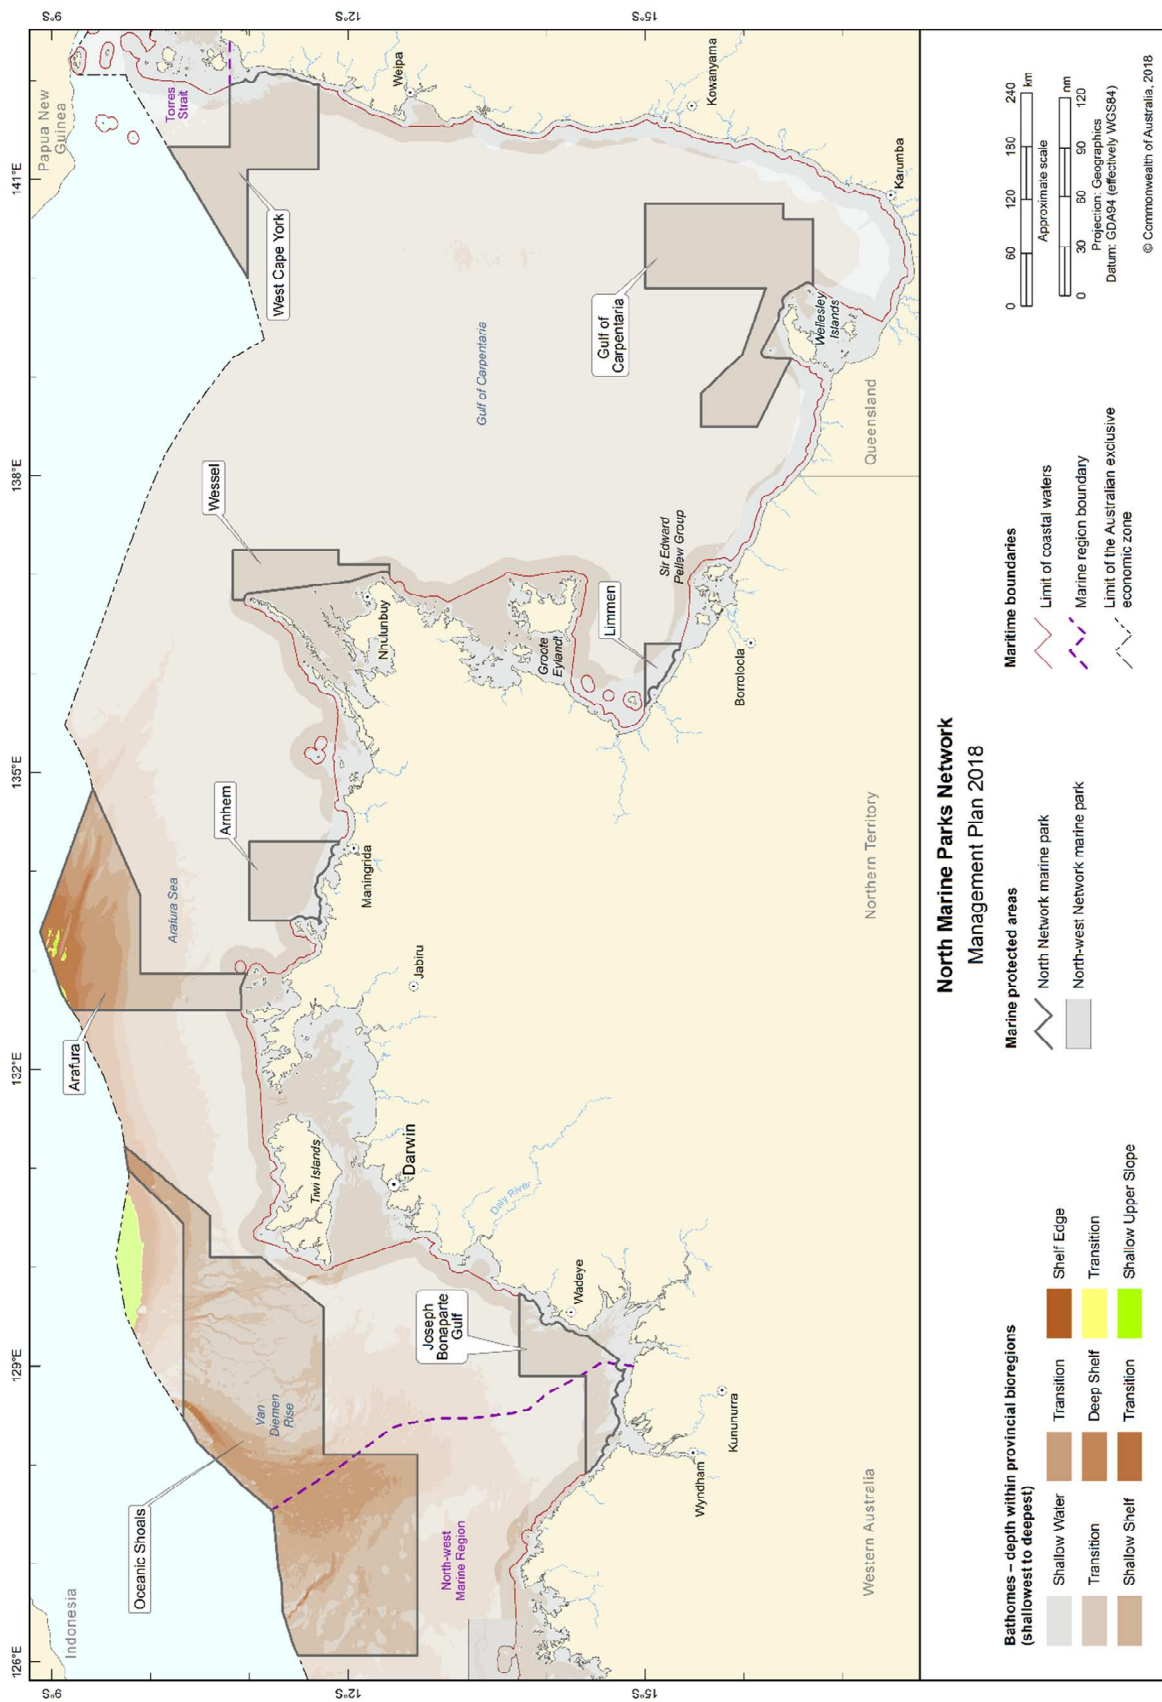 126°E
129°E
132°E
135°E
138°E
141°E
9°S
9°S
12°S
12°S
15°S
15°S
Indonesia
Papua New
Guinea
Oceanic Shoals
Arafura
Arnhem
Wessel
West Cape York
Torres
Strait
Van
Diemen
Rise
Arafura Sea
Gulf of Carpentaria
North-west
Marine Region
Joseph
Bonaparte
Gulf
Tiwi Islands
Darwin
Daly River
Wadeye
Wyndham
Kununurra
Jabiru
Maningrida
Nhulunbuy
Groote
Eylandt
Limmen
Sir Edward
Pellew Group
Borroloola
Gulf of
Carpentaria
Wellesley
Islands
Weipa
Kowanyama
Karumba
Western Australia
Northern Territory
Queensland
North Marine Parks Network
Management Plan 2018
Bathomes – depth within provincial bioregions
(shallowest to deepest)
Shallow Water
Transition
Shallow Shelf
Transition
Deep Shelf
Transition
Shelf Edge
Transition
Shallow Upper Slope
Marine protected areas
North Network marine park
North-west Network marine park
Maritime boundaries
Limit of coastal waters
Marine region boundary
Limit of the Australian exclusive
economic zone
0 60 120 180 240
km
Approximate scale
nm
0 30 60 90 120
Projection: Geographics
Datum: GDA94 (effectively WGS84)
© Commonwealth of Australia, 2018